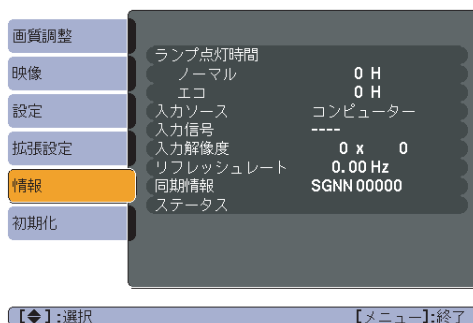 画質調整
映像
設定
拡張設定
情報
初期化
ランプ点灯時間
ノーマル 0 H
エコ 0 H
入力ソース コンピューター
入力信号 ----
入力解像度 0 x 0
リフレッシュレート 0.00 Hz
同期情報 SGNN 00000
ステータス
【◆】:選択 【メニュー】:終了